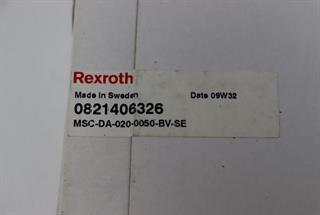 Rexroth
Made in Sweden Date 09W32
0821406326
MSC-DA-020-0050-BV-SE